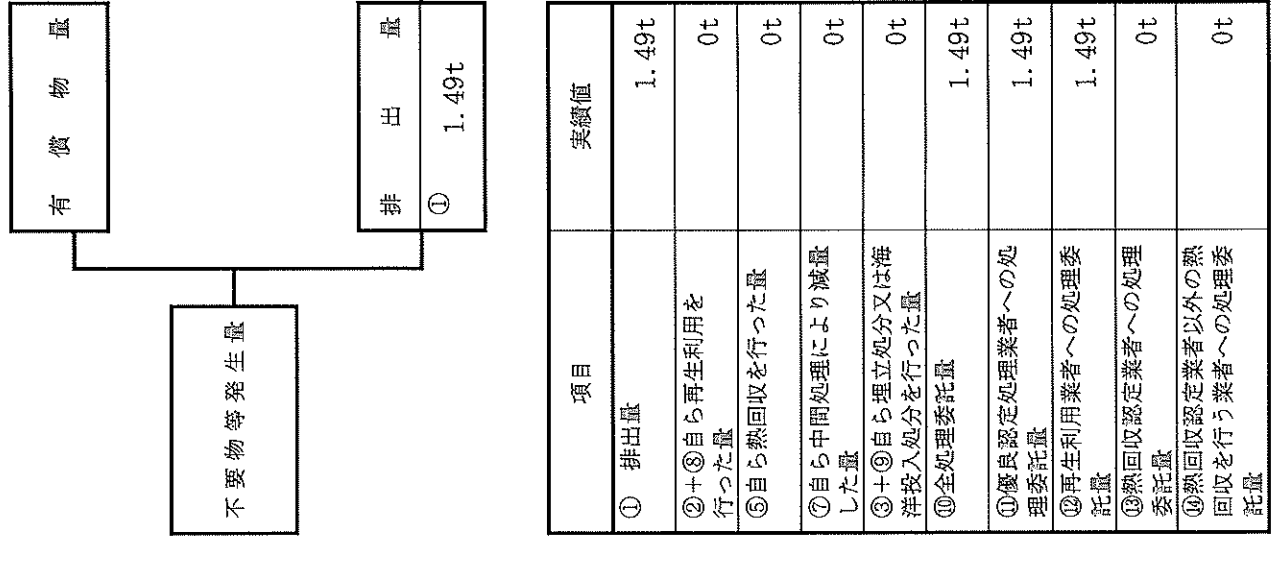 不要物等発生量
有償物量
排出量
① 1.49t
項目 実績値
① 排出量 1.49t
②+⑧自ら再生利用を
行った量 0t
⑤自ら熱回収を行った量 0t
⑦自ら中間処理により減量
した量 0t
③+⑨自ら埋立処分又は海
洋投入処分を行った量 0t
⑩全処理委託量 1.49t
⑪優良認定処理業者への処
理委託量 1.49t
⑫再生利用業者への処理委
託量 1.49t
⑬熱回収認定業者への処理
委託量 0t
⑭熱回収認定業者以外の熱
回収を行う業者への処理委
託量 0t